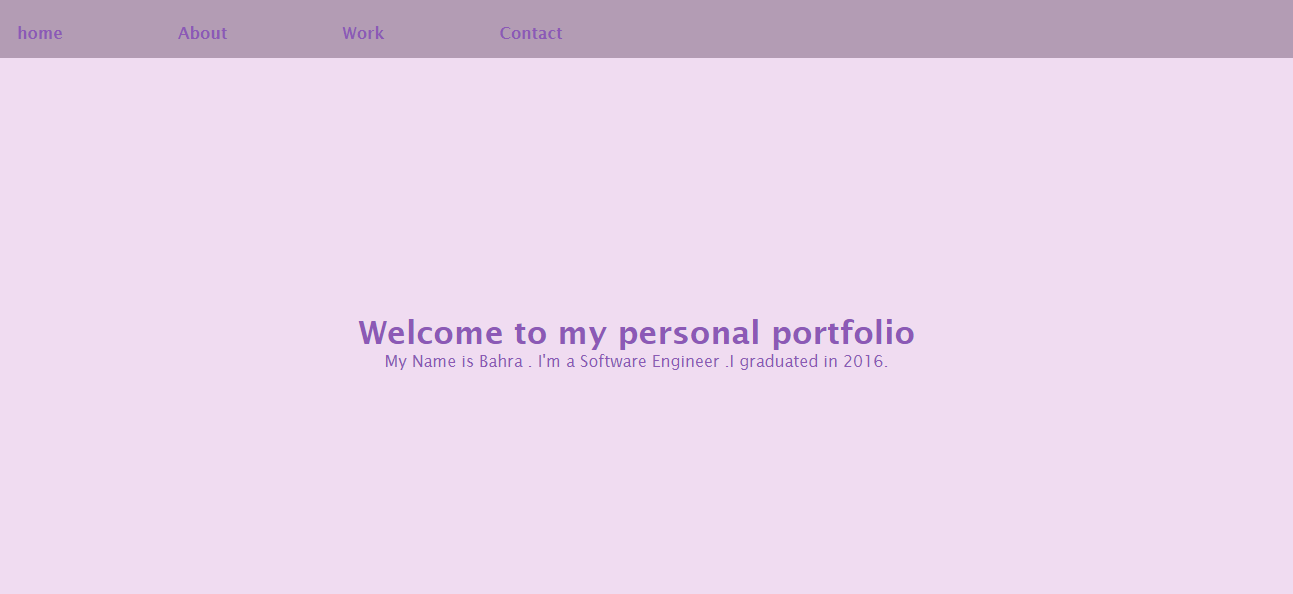 home About Work Contact
Welcome to my personal portfolio
My Name is Bahra . I'm a Software Engineer .I graduated in 2016.